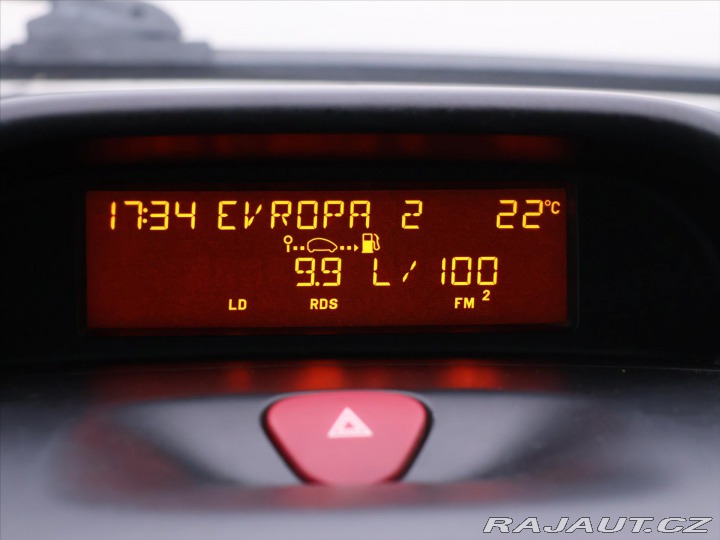 17:34 EVROPA 2 22°C
9.9 L/100
LD RDS FM 2
RAJAUT.CZ